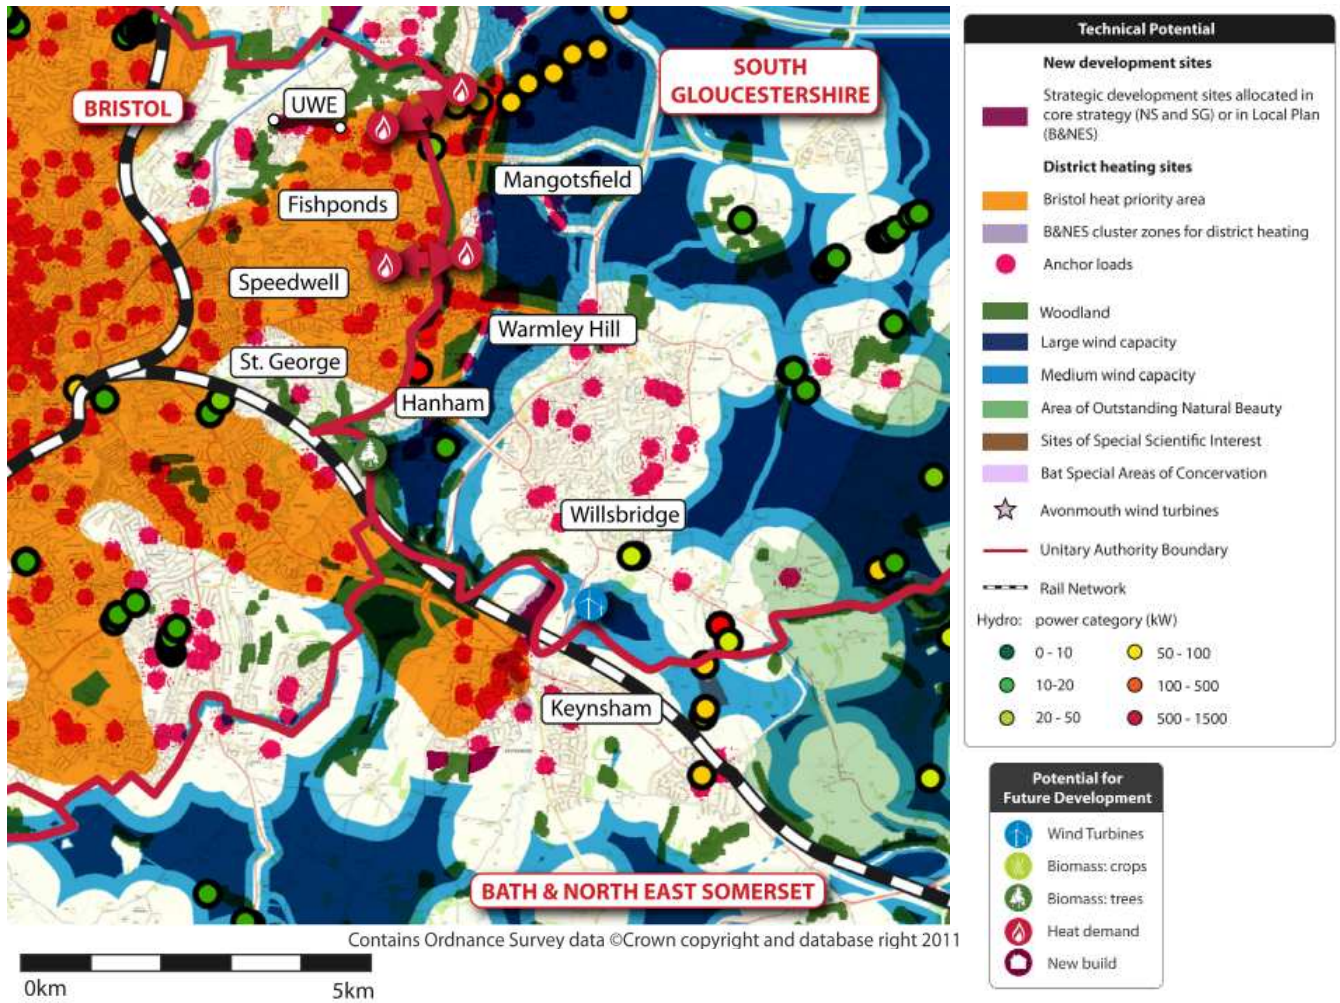 BRISTOL
UWE
SOUTH
GLOUCESTERSHIRE
Mangotsfield
Fishponds
Speedwell
Warmley Hill
St. George
Hanham
Willsbridge
Keynsham
BATH & NORTH EAST SOMERSET
Contains Ordnance Survey data ©Crown copyright and database right 2011
0km
5km
Technical Potential
New development sites
Strategic development sites allocated in
core strategy (NS and SG) or in Local Plan
(B&NES)
District heating sites
Bristol heat priority area
B&NES cluster zones for district heating
Anchor loads
Woodland
Large wind capacity
Medium wind capacity
Area of Outstanding Natural Beauty
Sites of Special Scientific Interest
Bat Special Areas of Concervation
Avonmouth wind turbines
Unitary Authority Boundary
Rail Network
Hydro: power category (kW)
0 - 10 50 - 100
10-20 100 - 500
20 - 50 500 - 1500
Potential for
Future Development
Wind Turbines
Biomass: crops
Biomass: trees
Heat demand
New build